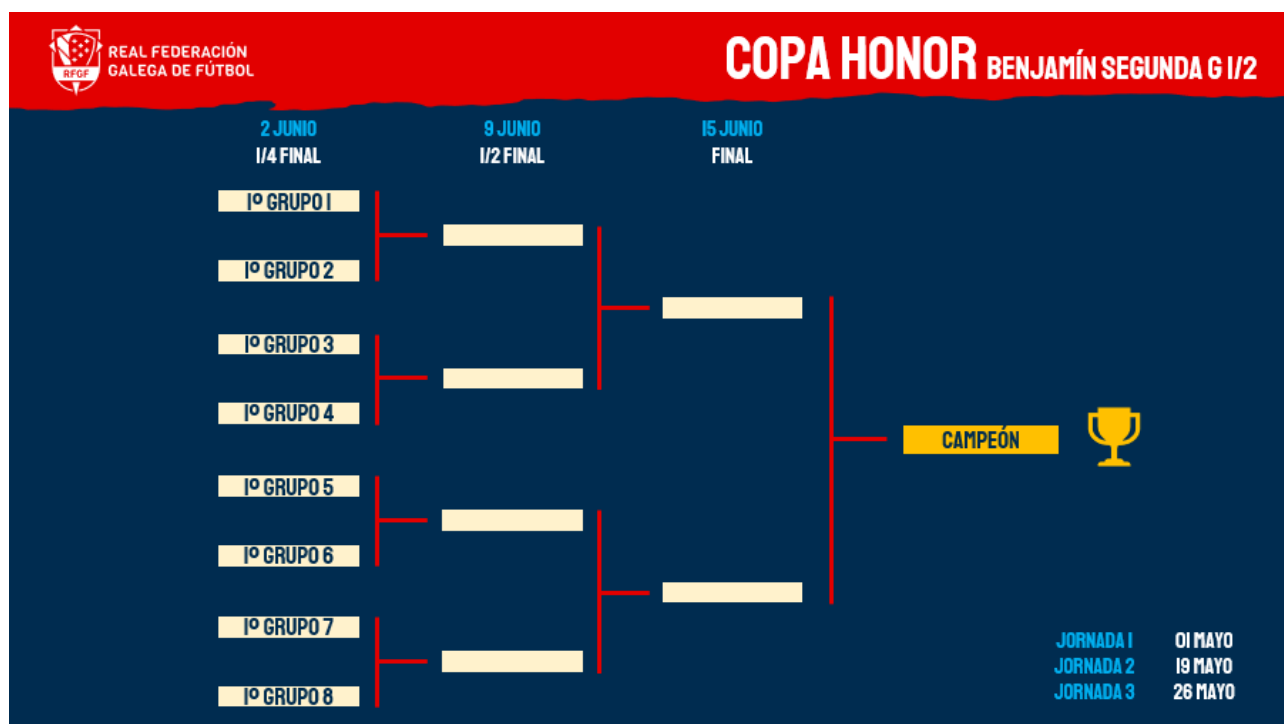 REAL FEDERACIÓN
GALEGA DE FÚTBOL
RFGF
COPA HONOR BENJAMÍN SEGUNDA G 1/2
2 JUNIO
1/4 FINAL
9 JUNIO
1/2 FINAL
15 JUNIO
FINAL
1º GRUPO 1
1º GRUPO 2
1º GRUPO 3
1º GRUPO 4
1º GRUPO 5
1º GRUPO 6
1º GRUPO 7
1º GRUPO 8
CAMPEÓN
JORNADA 1 01 MAYO
JORNADA 2 19 MAYO
JORNADA 3 26 MAYO